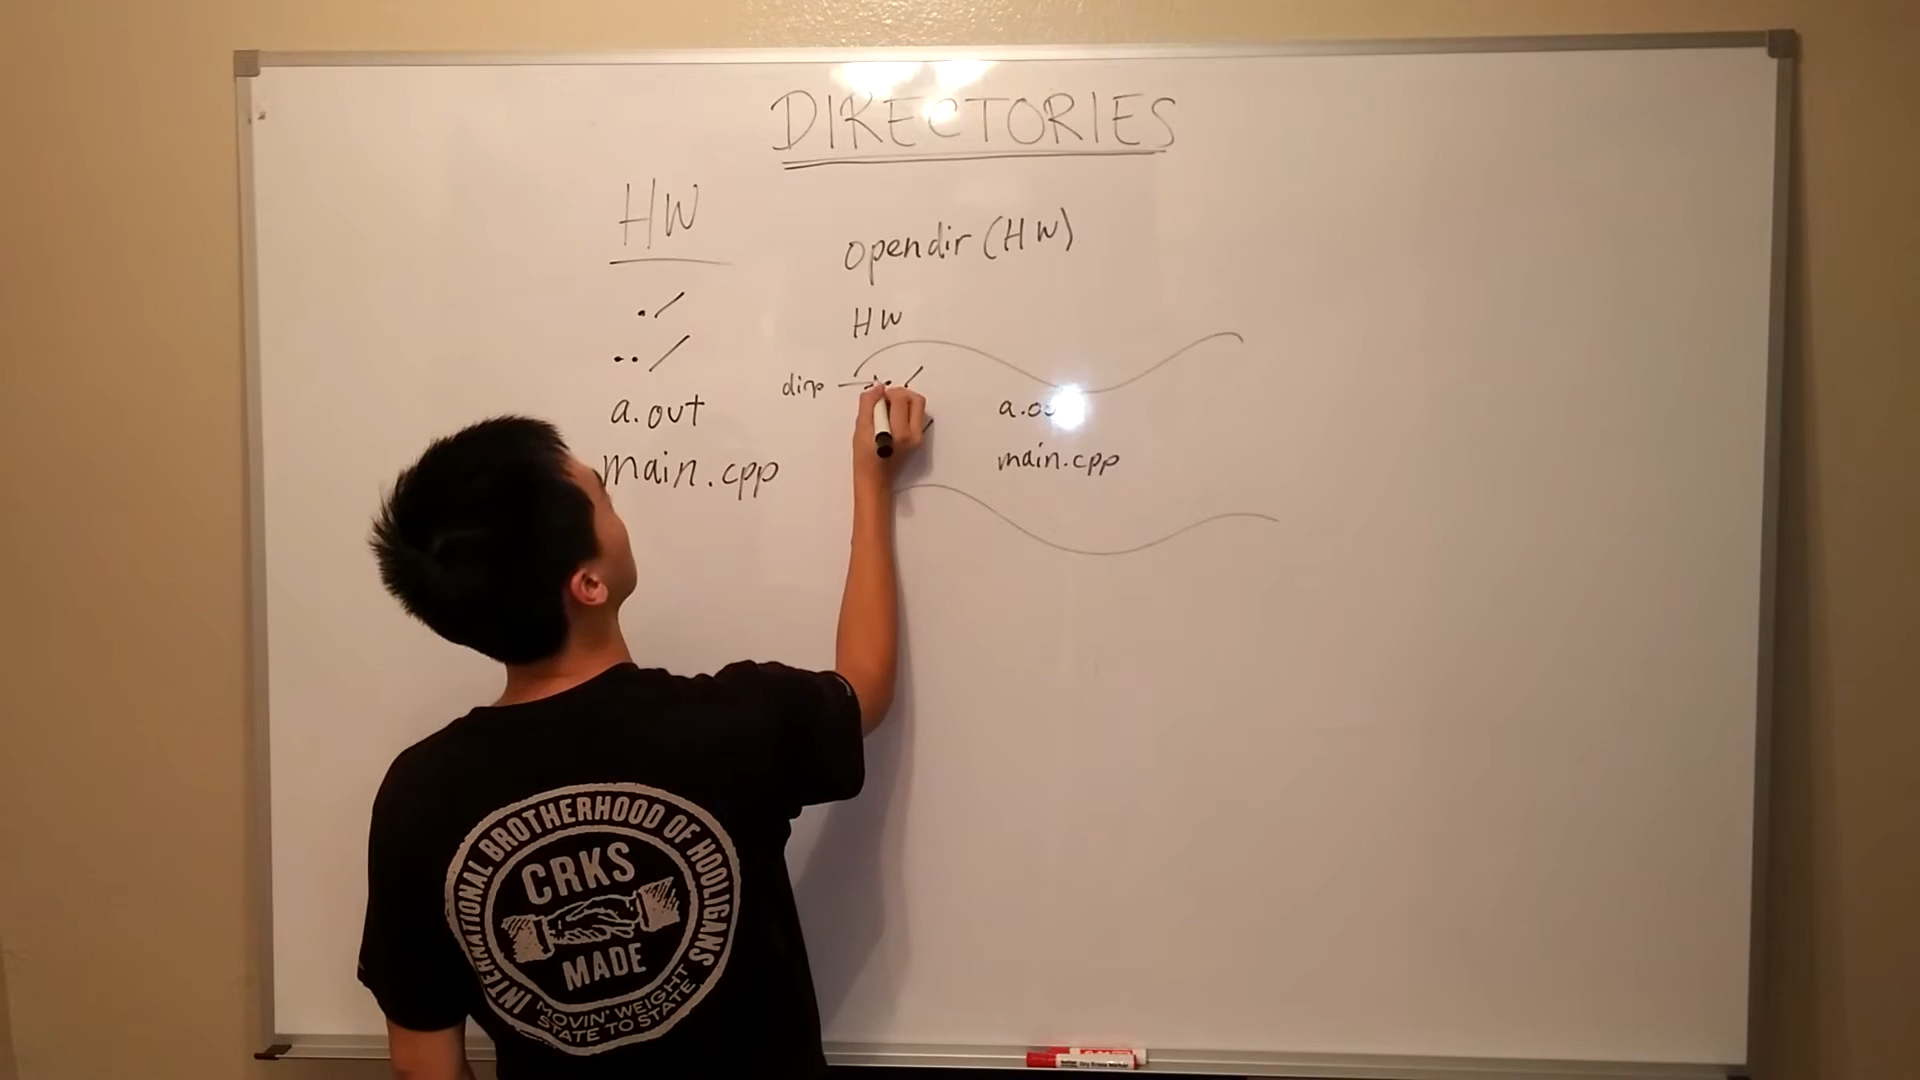 DIRECTORIES
HW
./
../
a.out
main.cpp
opendir (HW)
HW
dirp
./
main.cpp
INTERNATIONAL BROTHERHOOD OF HOOLIGANS
CRKS
MADE
MOVIN' WEIGHT
STATE TO STATE